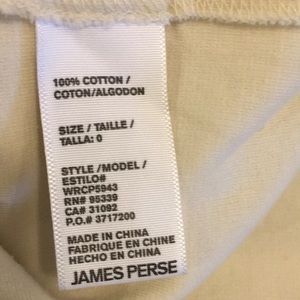 100% COTTON /
COTON/ALGODON
SIZE / TAILLE /
TALLA: 0
STYLE / MODEL /
ESTILO#
WRCP5943
RN# 95339
CA# 31092
P.O.# 3717200
MADE IN CHINA
FABRIQUE EN CHINE
HECHO EN CHINA
JAMES PERSE